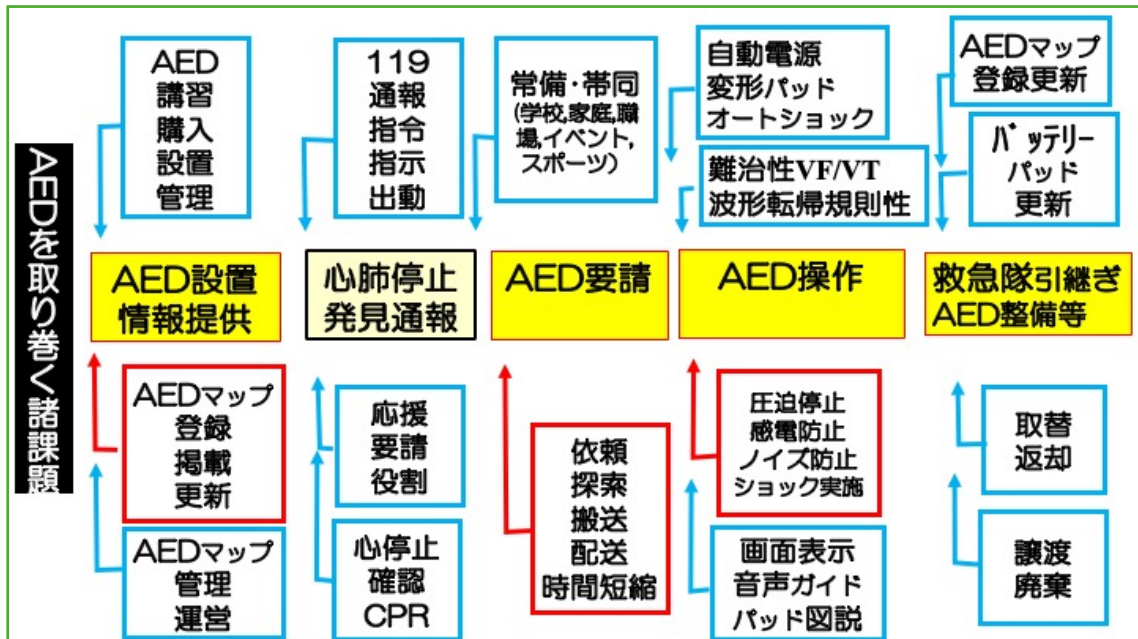 AEDを取り巻く諸課題
AED
講習
購入
設置
管理
119
通報
指令
指示
出動
常備・帯同
(学校,家庭,職
場,イベント,
スポーツ)
自動電源
変形パッド
オートショック
難治性VF/VT
波形転帰規則性
AEDマップ
登録更新
バッテリー
パッド
更新
AED設置
情報提供
心肺停止
発見通報
AED要請
AED操作
救急隊引継ぎ
AED整備等
AEDマップ
登録
掲載
更新
AEDマップ
管理
運営
応援
要請
役割
心停止
確認
CPR
依頼
探索
搬送
配送
時間短縮
圧迫停止
感電防止
ノイズ防止
ショック実施
画面表示
音声ガイド
パッド図説
取替
返却
譲渡
廃棄